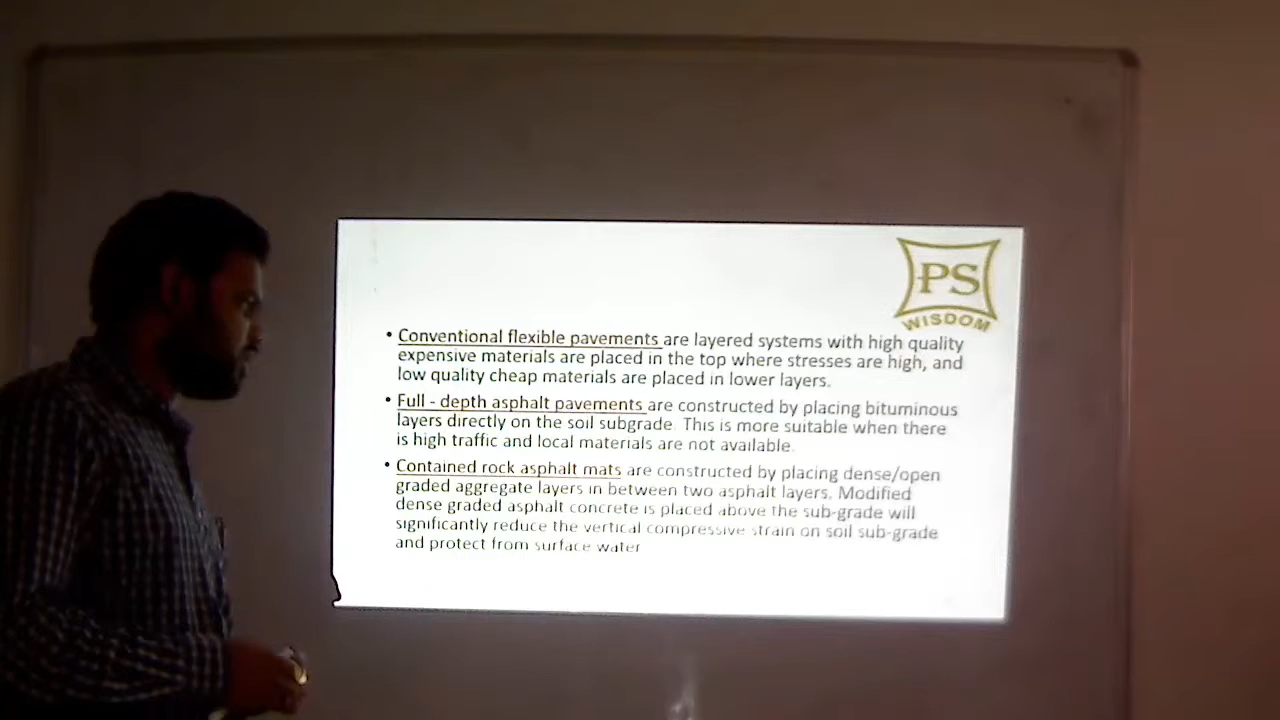 PS
WISDOM
• Conventional flexible pavements are layered systems with high quality
expensive materials are placed in the top where stresses are high, and
low quality cheap materials are placed in lower layers.
• Full - depth asphalt pavements are constructed by placing bituminous
layers directly on the soil subgrade. This is more suitable when there
is high traffic and local materials are not available.
• Contained rock asphalt mats are constructed by placing dense/open
graded aggregate layers in between two asphalt layers. Modified
dense graded asphalt concrete is placed above the sub-grade will
significantly reduce the vertical compressive strain on soil sub-grade
and protect from surface water